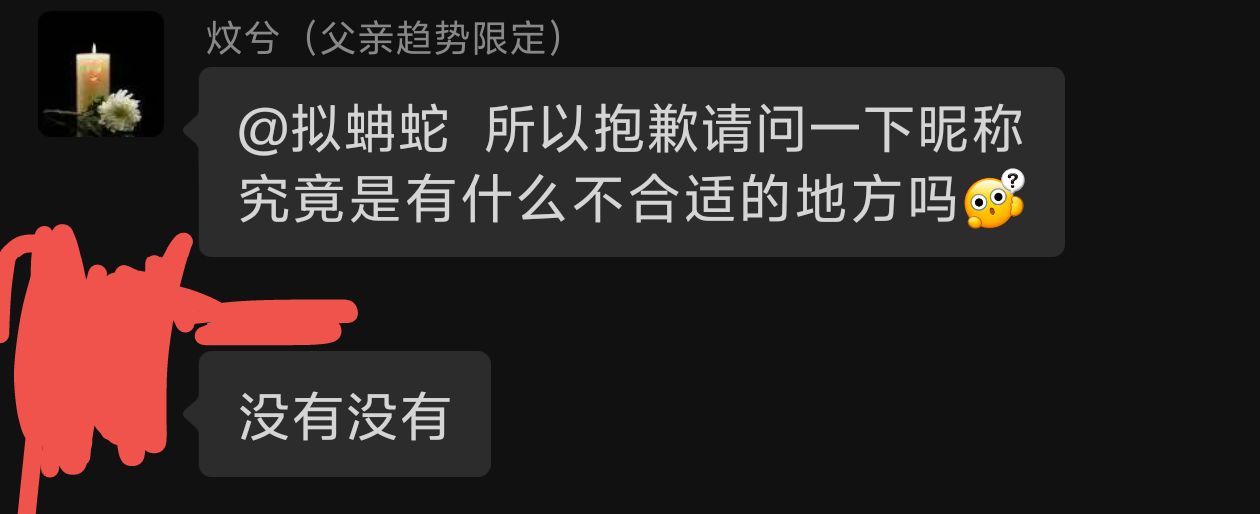 炆兮（父亲趋势限定）
@拟蚺蛇 所以抱歉请问一下昵称
究竟是有什么不合适的地方吗
没有没有